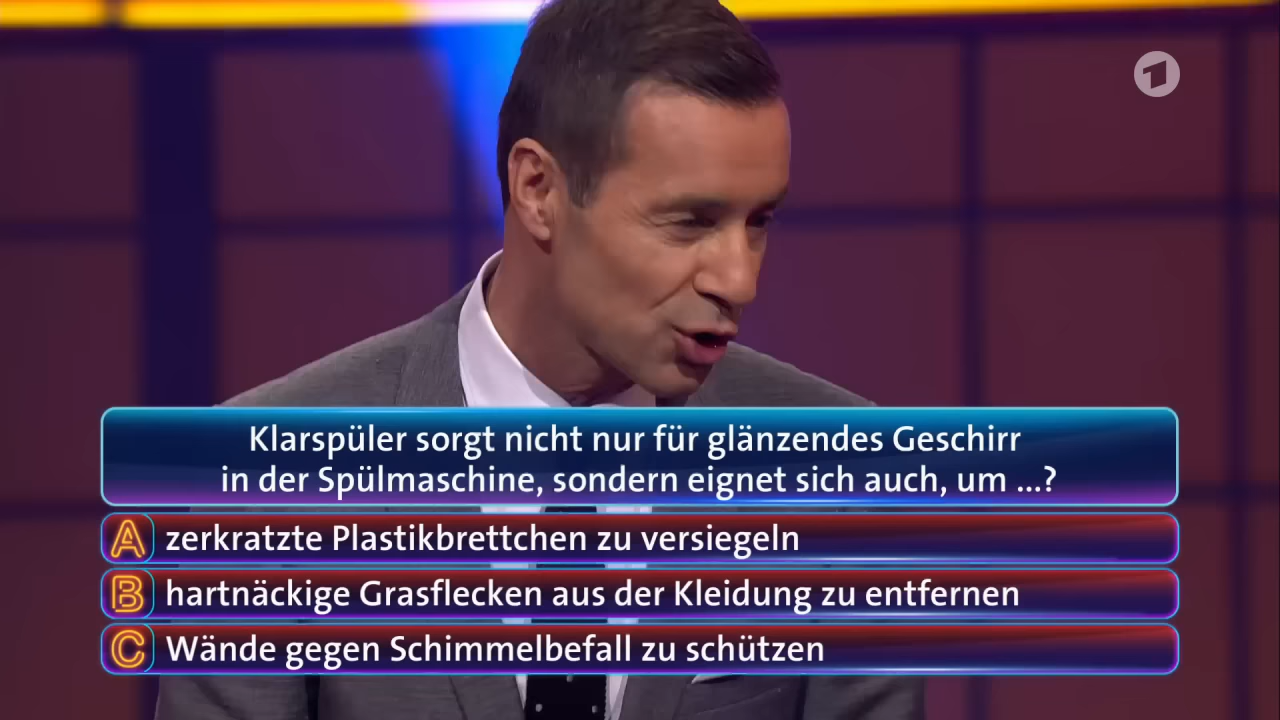 1
Klarspüler sorgt nicht nur für glänzendes Geschirr
in der Spülmaschine, sondern eignet sich auch, um ...?
A zerkratzte Plastikbrettchen zu versiegeln
B hartnäckige Grasflecken aus der Kleidung zu entfernen
C Wände gegen Schimmelbefall zu schützen